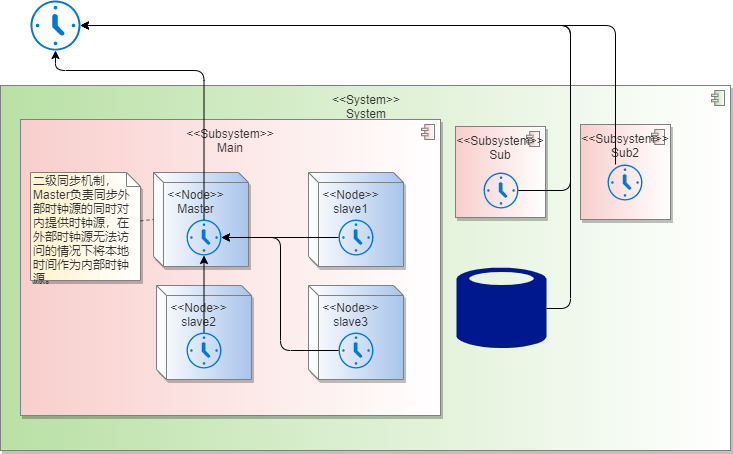 <<System>>
System
<<Subsystem>>
Main
<<Subsystem>>
Sub
<<Subsystem>>
Sub2
二级同步机制，
Master负责同步外
部时钟源的同时对
内提供时钟源，在
外部时钟源无法访
问的情况下将本地
时间作为内部时钟
源。
<<Node>>
Master
<<Node>>
slave1
<<Node>>
slave2
<<Node>>
slave3